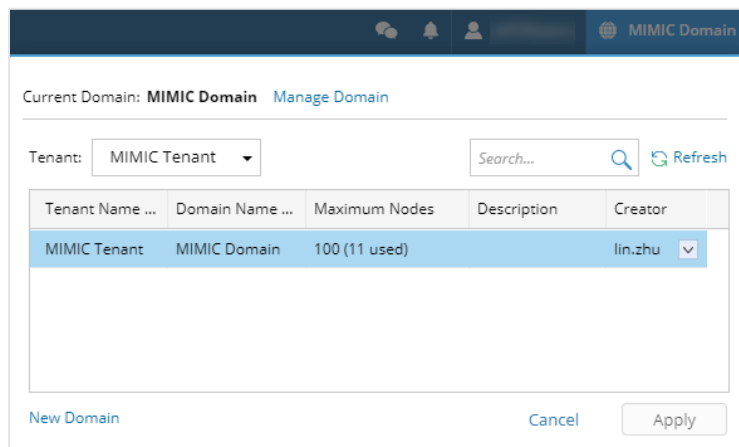 MIMIC Domain
Current Domain: MIMIC Domain Manage Domain
Tenant: MIMIC Tenant Search... Refresh
Tenant Name ... Domain Name ... Maximum Nodes Description Creator
MIMIC Tenant MIMIC Domain 100 (11 used) lin.zhu
New Domain Cancel Apply